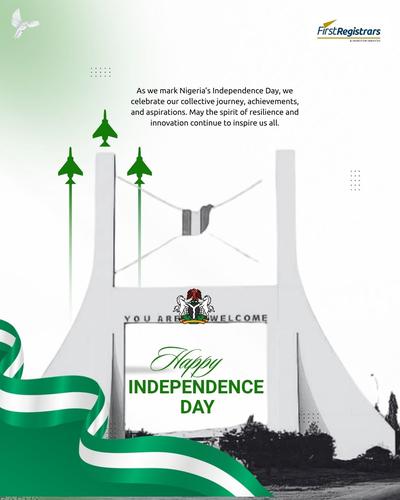 FirstRegistrars
As we mark Nigeria's Independence Day, we
celebrate our collective journey, achievements,
and aspirations. May the spirit of resilience and
innovation continue to inspire us all.
YOU ARE WELCOME
Happy
INDEPENDENCE
DAY